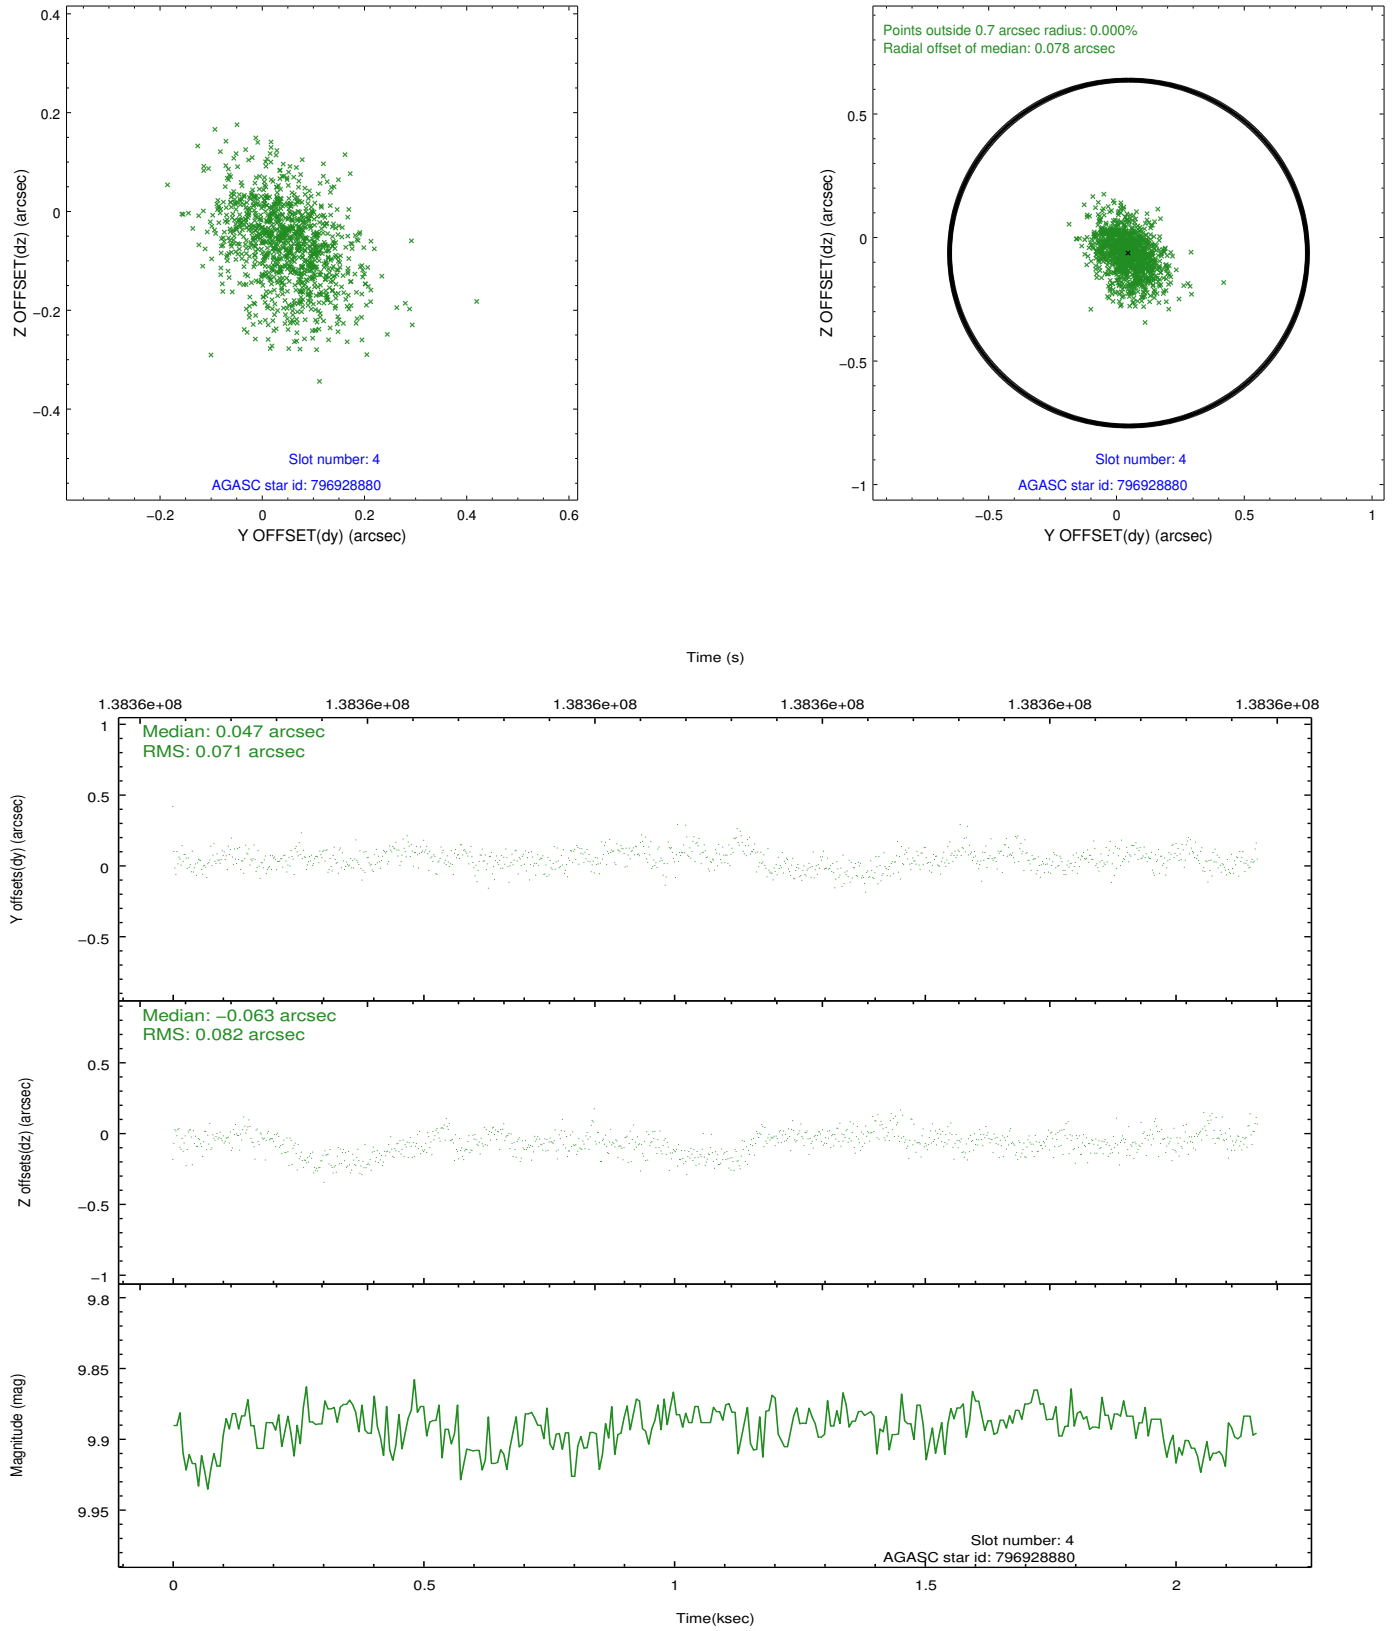 0.4
0.2
0
−0.2
−0.4
Z OFFSET(dz) (arcsec)
Slot number: 4
AGASC star id: 796928880
−0.2 0 0.2 0.4 0.6
Y OFFSET(dy) (arcsec)
Points outside 0.7 arcsec radius: 0.000%
Radial offset of median: 0.078 arcsec
0.5
0
−0.5
−1
Z OFFSET(dz) (arcsec)
Slot number: 4
AGASC star id: 796928880
−0.5 0 0.5 1
Y OFFSET(dy) (arcsec)
Time (s)
1.3836e+08 1.3836e+08 1.3836e+08 1.3836e+08 1.3836e+08 1.3836e+08
Median: 0.047 arcsec
RMS: 0.071 arcsec
1
0.5
0
−0.5
Y offsets(dy) (arcsec)
Median: −0.063 arcsec
RMS: 0.082 arcsec
0.5
0
−0.5
−1
Z offsets(dz) (arcsec)
9.8
9.85
9.9
9.95
Magnitude (mag)
Slot number: 4
AGASC star id: 796928880
0 0.5 1 1.5 2
Time(ksec)